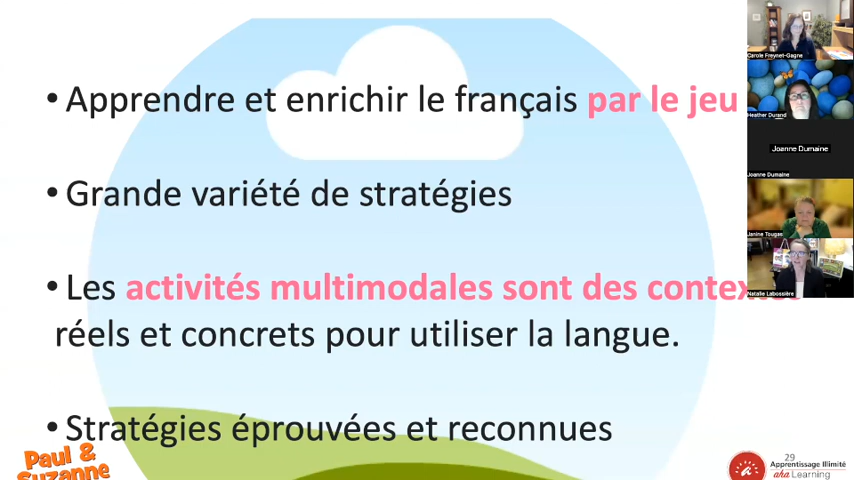 • Apprendre et enrichir le français par le jeu
• Grande variété de stratégies
• Les activités multimodales sont des contextes
réels et concrets pour utiliser la langue.
• Stratégies éprouvées et reconnues
Paul &
Suzanne
29
Apprentissage Illimité
aha Learning
Carole Freynet-Gagne
Heather Durand
Joanne Dumaine
Joanne Dumaine
Janine Tougas
Natalie Labossière